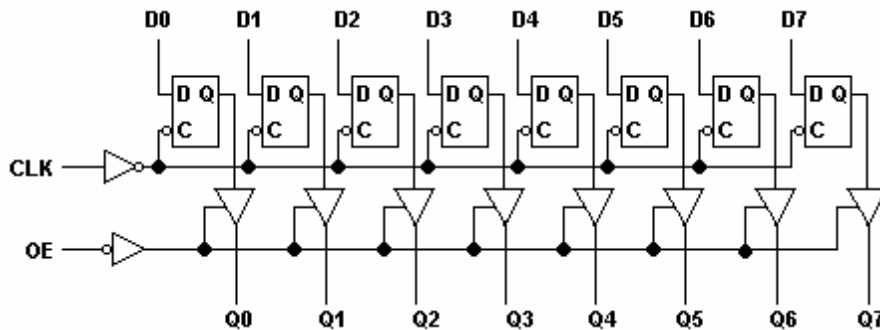 D0 D1 D2 D3 D4 D5 D6 D7
D Q D Q D Q D Q D Q D Q D Q D Q
C C C C C C C C
CLK
OE
Q0 Q1 Q2 Q3 Q4 Q5 Q6 Q7